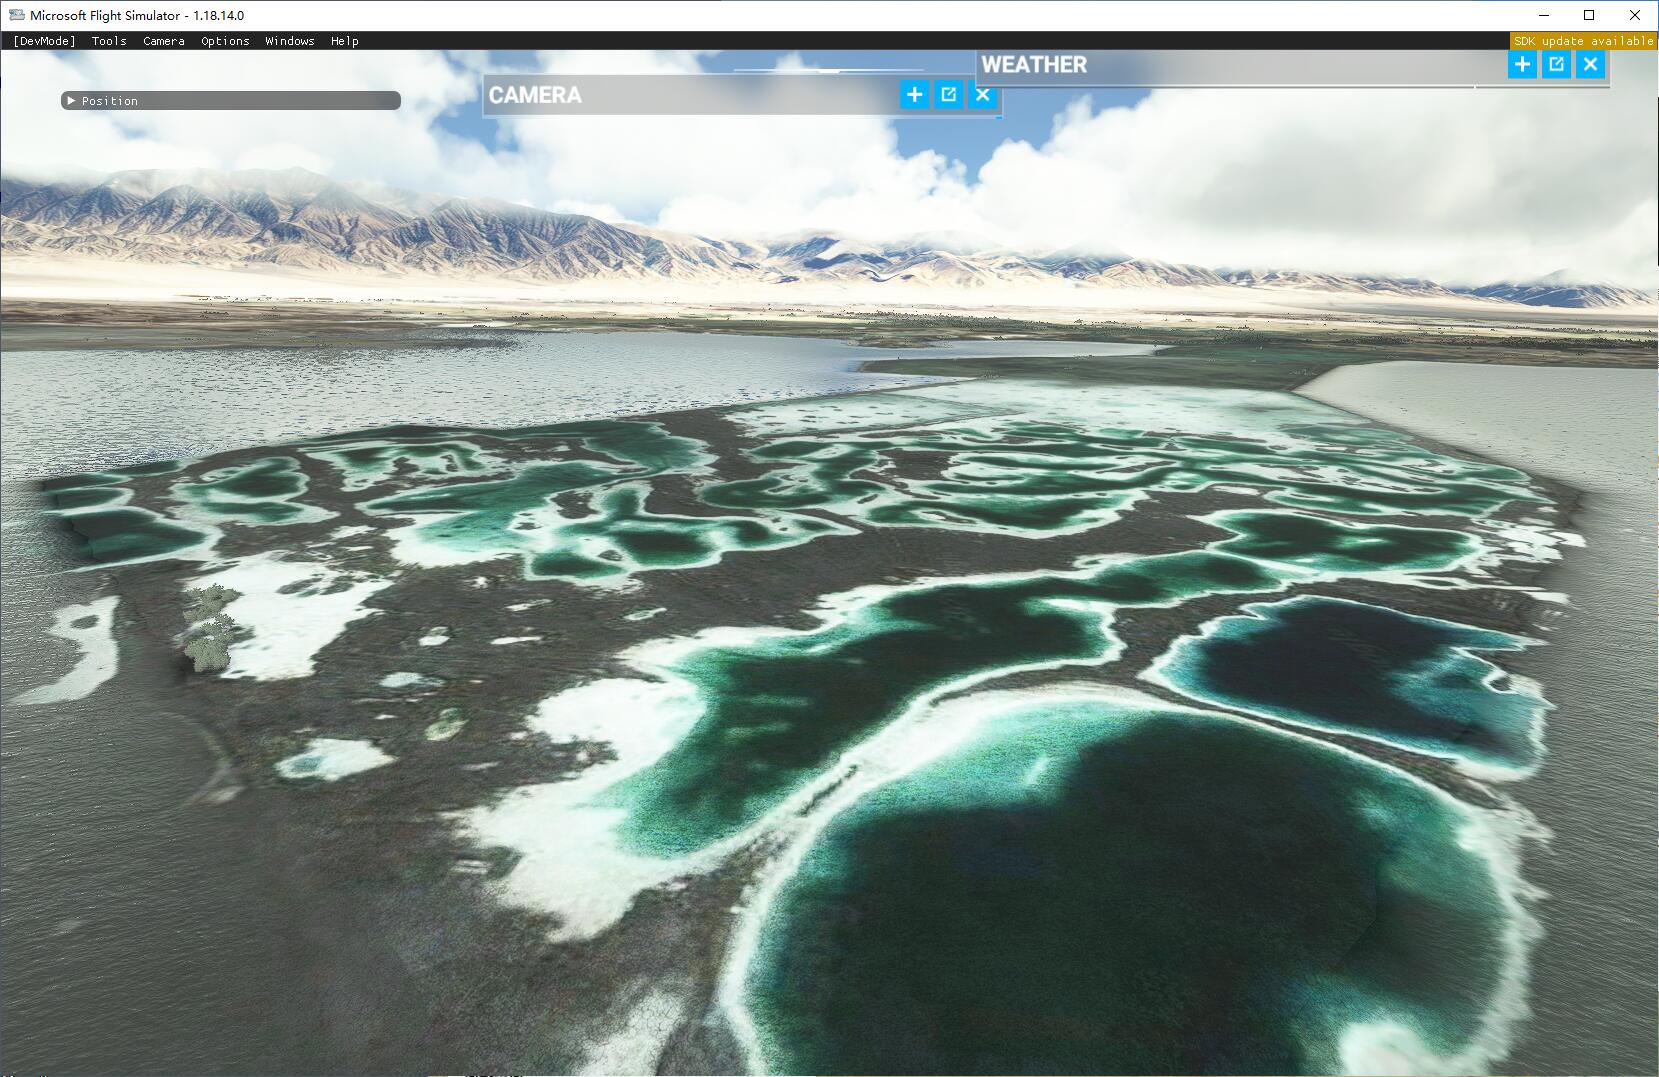 Microsoft Flight Simulator - 1.18.14.0
[DevMode] Tools Camera Options Windows Help
SDK update available
WEATHER
CAMERA
Position